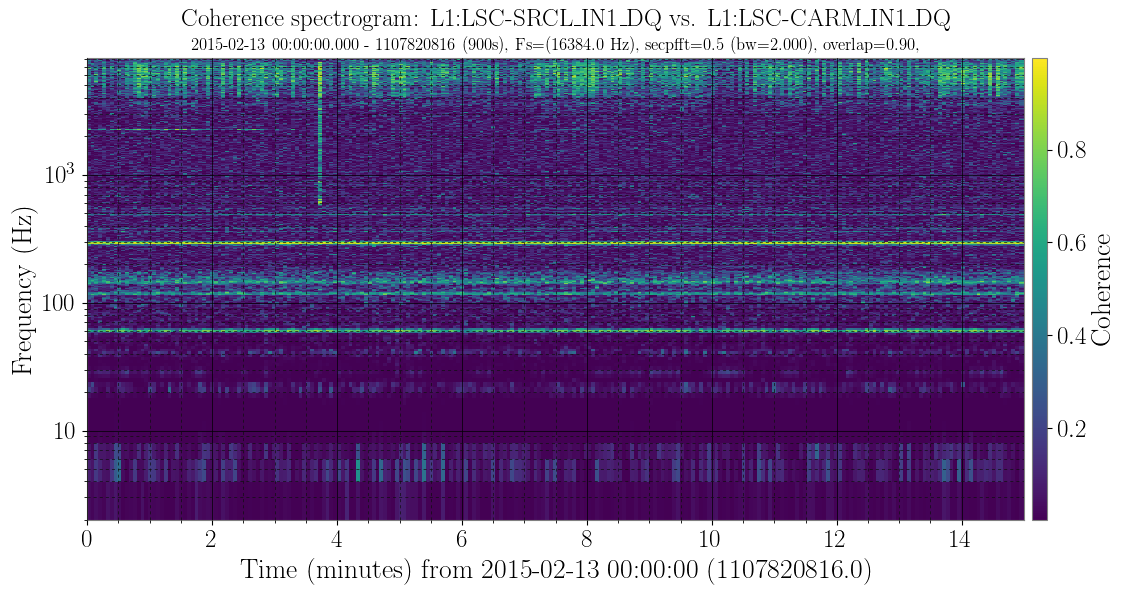 Coherence spectrogram: L1:LSC-SRCL_IN1_DQ vs. L1:LSC-CARM_IN1_DQ
2015-02-13 00:00:00.000 - 1107820816 (900s), Fs=(16384.0 Hz), secpfft=0.5 (bw=2.000), overlap=0.90,
Frequency (Hz)
10³
100
10
0 2 4 6 8 10 12 14
Time (minutes) from 2015-02-13 00:00:00 (1107820816.0)
0.8
0.6
0.4
0.2
Coherence